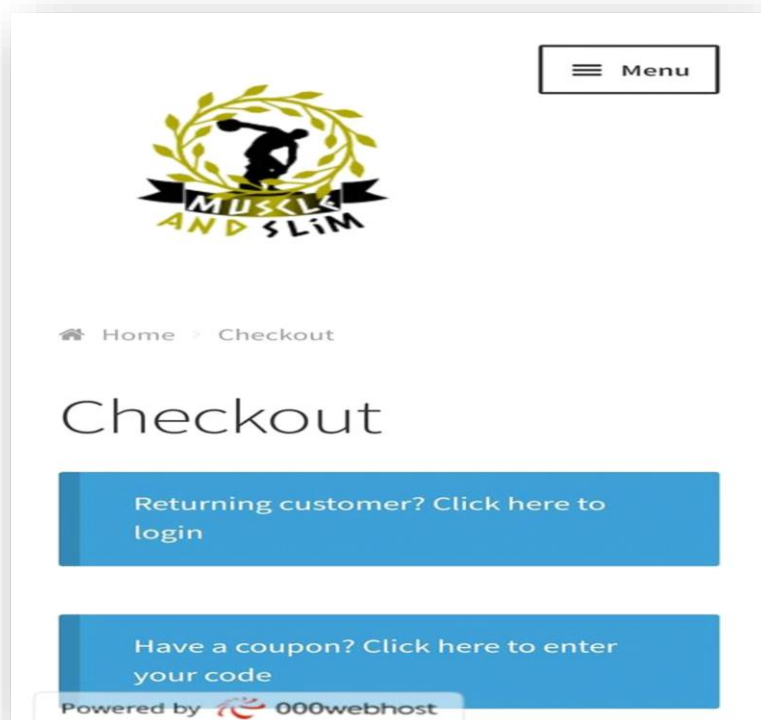 Menu
MUSCLE
AND SLiM
Home > Checkout
Checkout
Returning customer? Click here to
login
Have a coupon? Click here to enter
your code
Powered by 000webhost